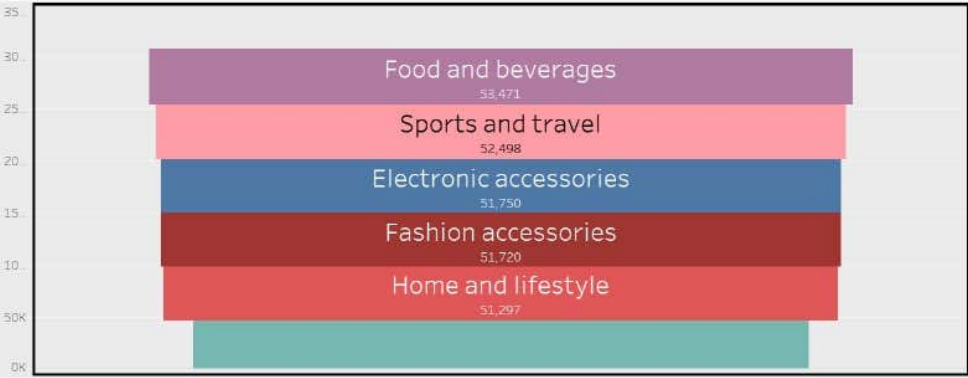 35..
30..
25..
20..
15..
10..
50K
0K
Food and beverages
53,471
Sports and travel
52,498
Electronic accessories
51,750
Fashion accessories
51,720
Home and lifestyle
51,297